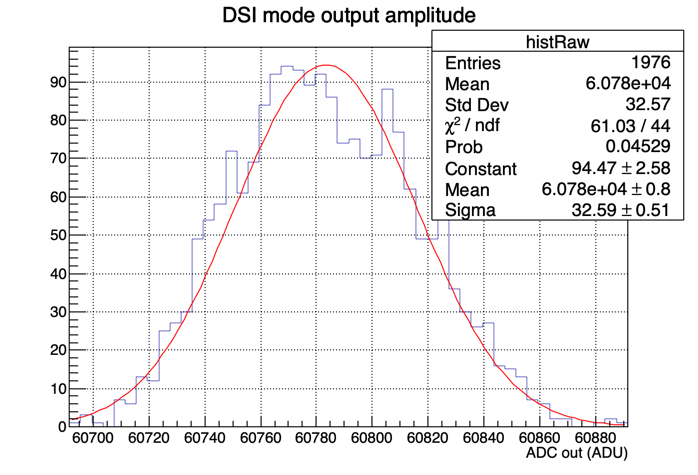 DSI mode output amplitude
histRaw
Entries 1976
Mean 6.078e+04
Std Dev 32.57
χ² / ndf 61.03 / 44
Prob 0.04529
Constant 94.47 ± 2.58
Mean 6.078e+04 ± 0.8
Sigma 32.59 ± 0.51
90
80
70
60
50
40
30
20
10
0
60700 60720 60740 60760 60780 60800 60820 60840 60860 60880
ADC out (ADU)